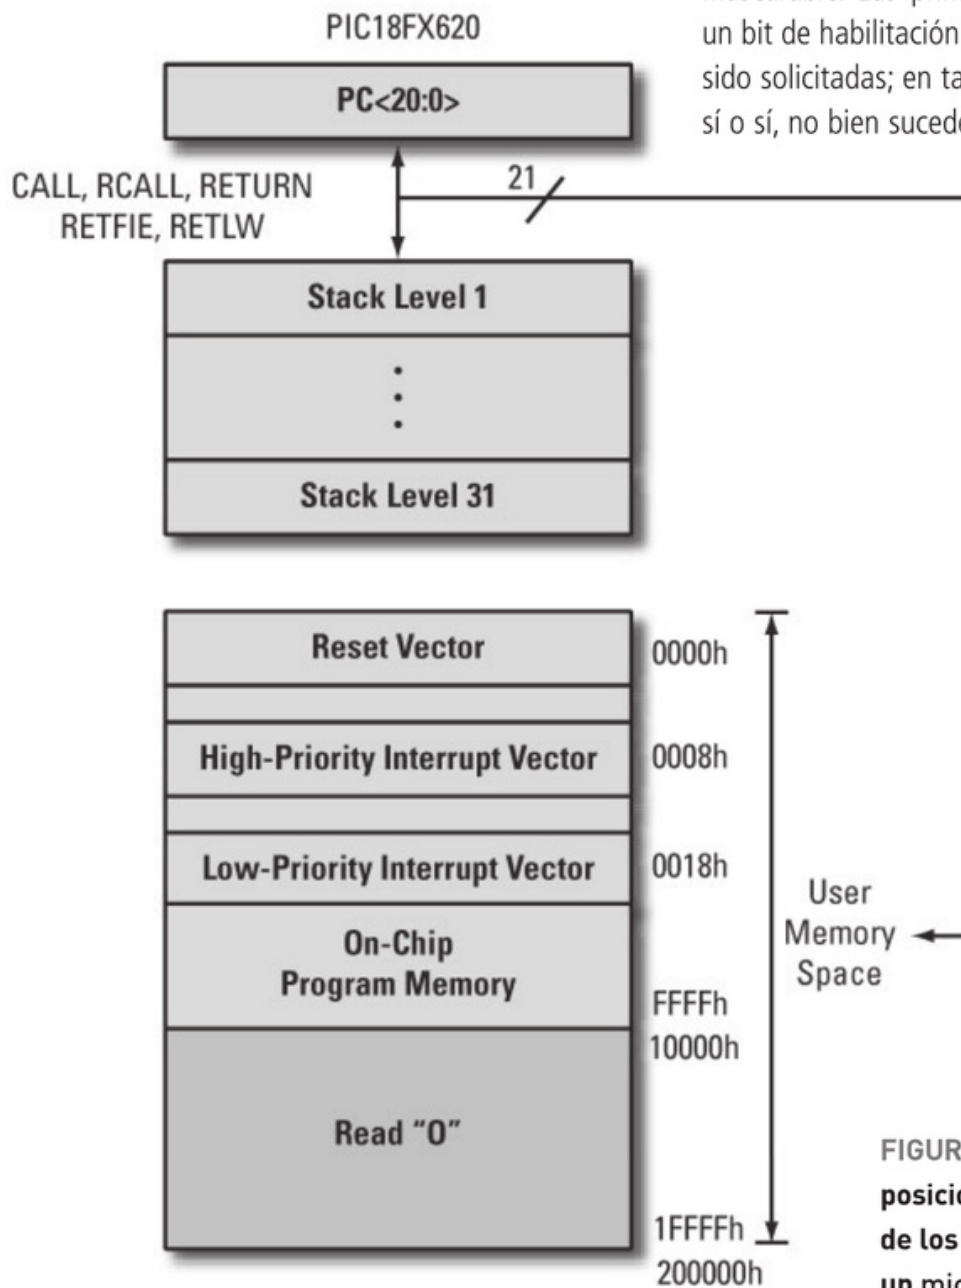 un bit de habilitación
sido solicitadas; en ta
sí o sí, no bien suced
PIC18FX620
PC<20:0>
CALL, RCALL, RETURN
RETFIE, RETLW
21
Stack Level 1
Stack Level 31
Reset Vector
0000h
High-Priority Interrupt Vector
0008h
Low-Priority Interrupt Vector
0018h
On-Chip
Program Memory
FFFFh
10000h
User
Memory
Space
Read "0"
1FFFFh
200000h
FIGUR
posici
de los
un mi